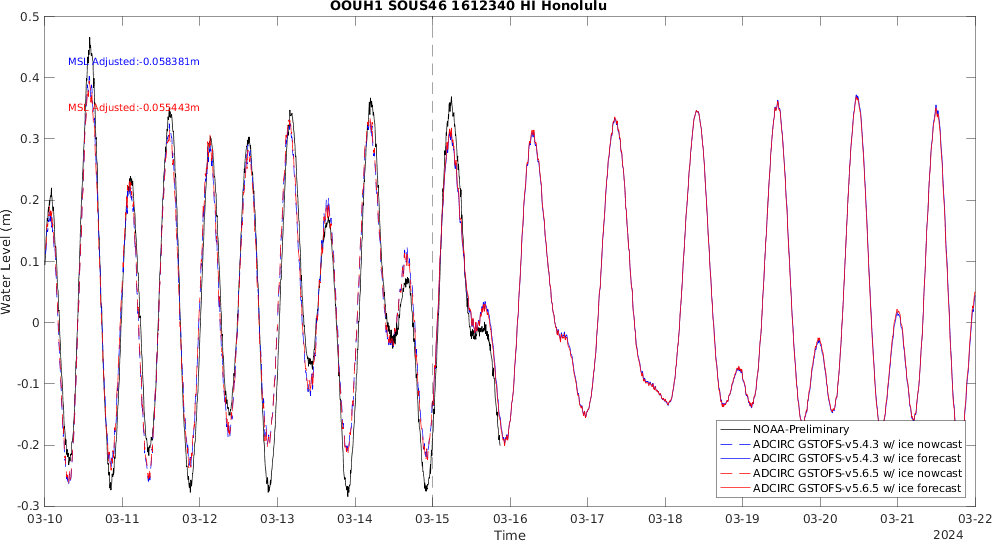 OOUH1 SOUS46 1612340 HI Honolulu
0.5
0.4
0.3
0.2
0.1
0
-0.1
-0.2
-0.3
Water Level (m)
MSL Adjusted:-0.058381m
MSL Adjusted:-0.055443m
NOAA-Preliminary
ADCIRC GSTOFS-v5.4.3 w/ ice nowcast
ADCIRC GSTOFS-v5.4.3 w/ ice forecast
ADCIRC GSTOFS-v5.6.5 w/ ice nowcast
ADCIRC GSTOFS-v5.6.5 w/ ice forecast
03-10 03-11 03-12 03-13 03-14 03-15 03-16 03-17 03-18 03-19 03-20 03-21 03-22
Time
2024